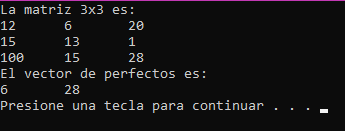 La matriz 3x3 es:
12 6 20
15 13 1
100 15 28
El vector de perfectos es:
6 28
Presione una tecla para continuar . . .